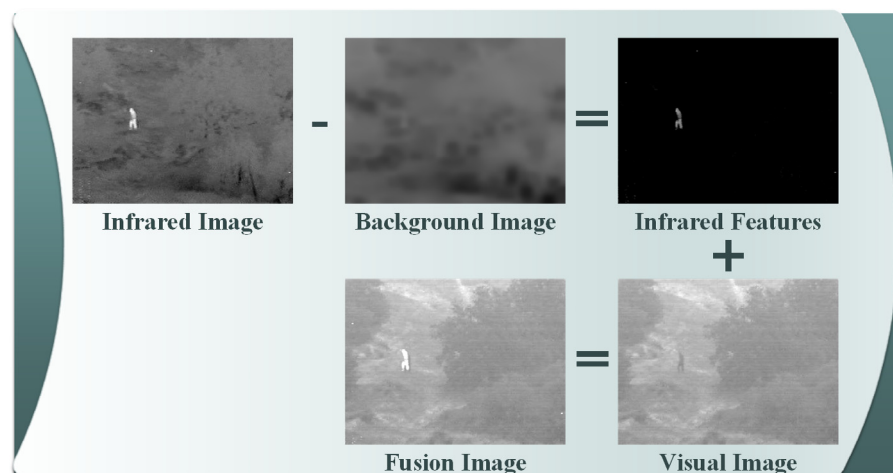 -
=
Infrared Image
Background Image
Infrared Features
+
=
Fusion Image
Visual Image